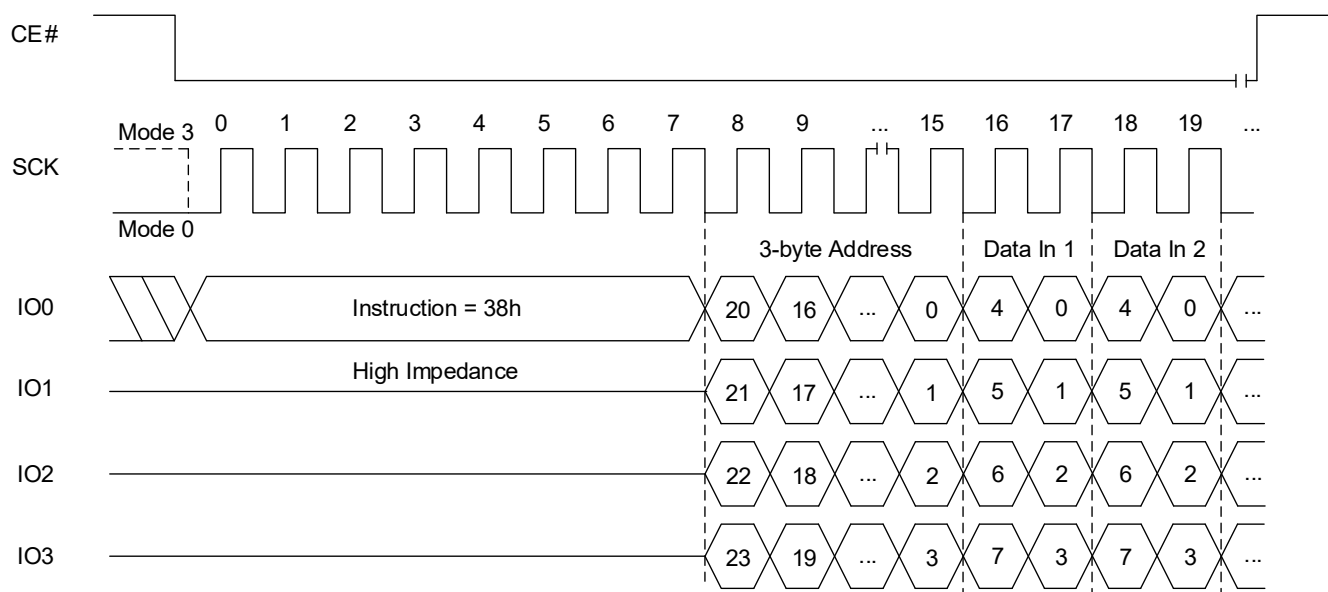 CE#
Mode 3 0 1 2 3 4 5 6 7 8 9 ... 15 16 17 18 19 ...
SCK
Mode 0
3-byte Address Data In 1 Data In 2
IO0 Instruction = 38h 20 16 ... 0 4 0 4 0 ...
High Impedance
IO1 21 17 ... 1 5 1 5 1 ...
IO2 22 18 ... 2 6 2 6 2 ...
IO3 23 19 ... 3 7 3 7 3 ...